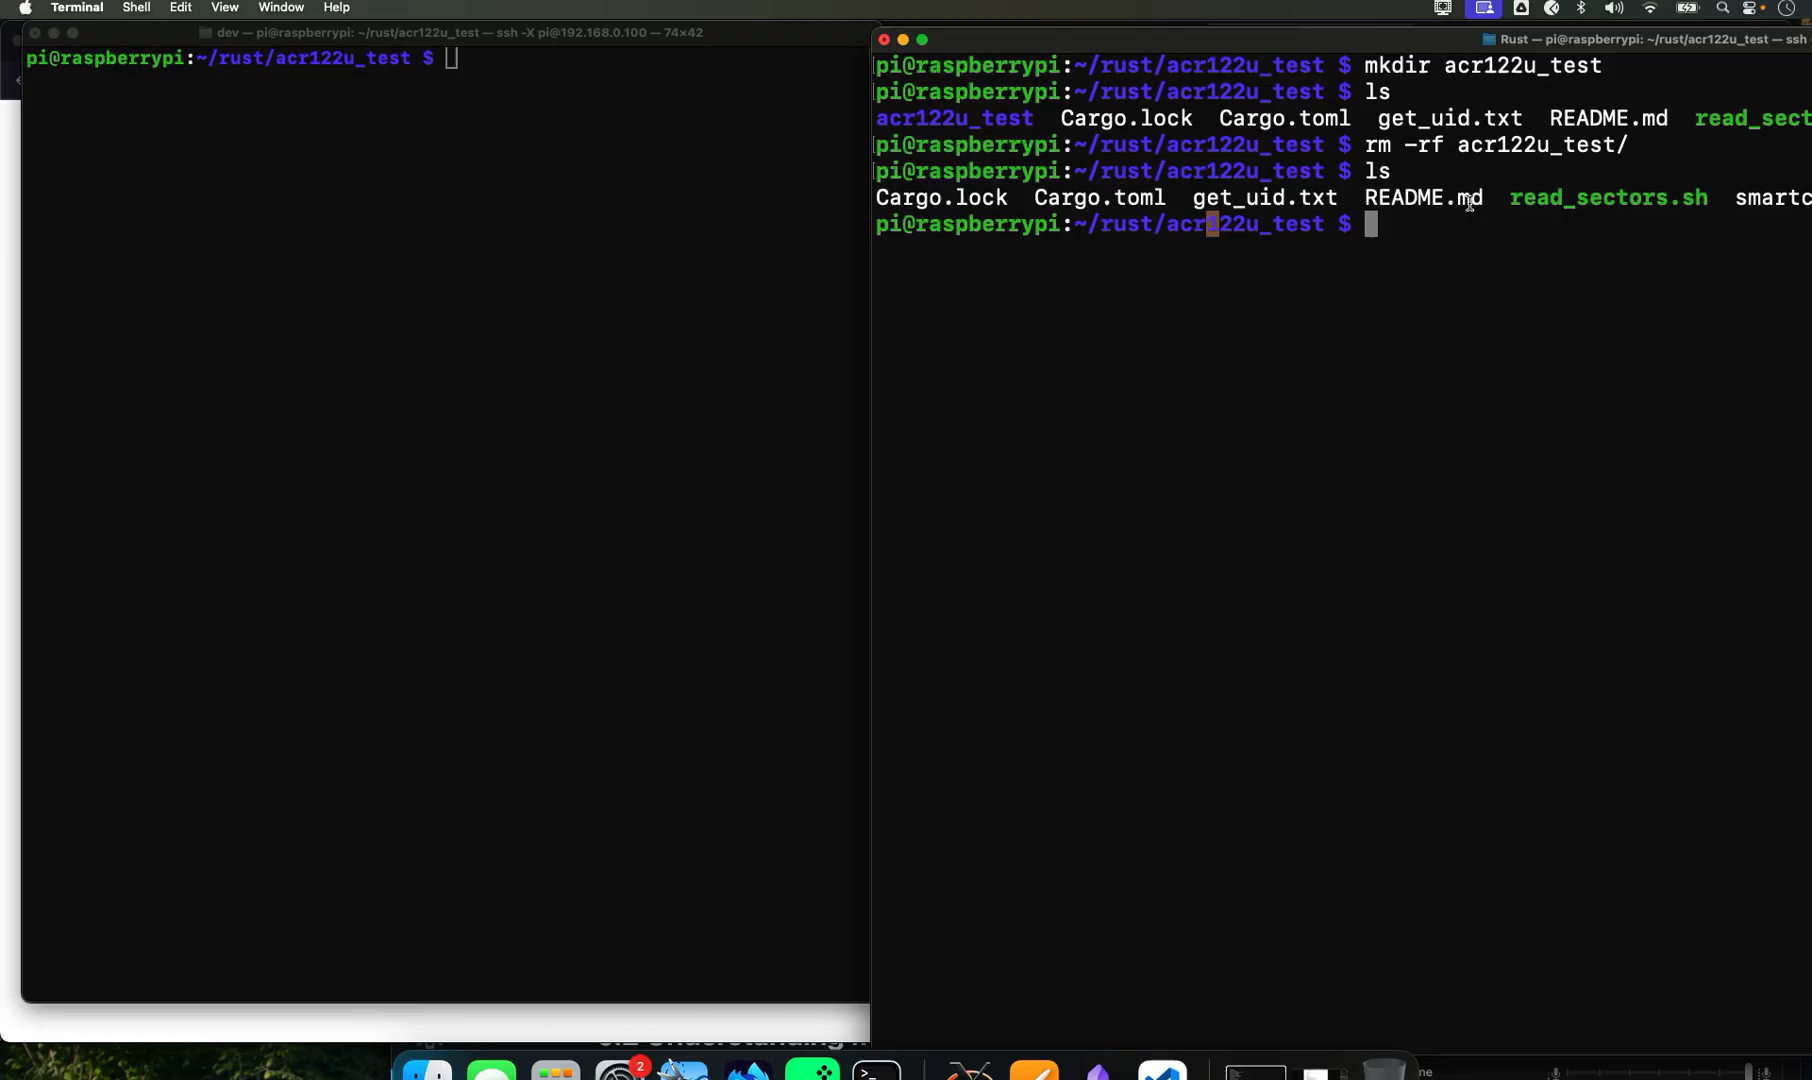 Terminal Shell Edit View Window Help
dev — pi@raspberrypi: ~/rust/acr122u_test — ssh -X pi@192.168.0.100 — 74×42
pi@raspberrypi:~/rust/acr122u_test $
Rust — pi@raspberrypi: ~/rust/acr122u_test — ssh
pi@raspberrypi:~/rust/acr122u_test $ mkdir acr122u_test
pi@raspberrypi:~/rust/acr122u_test $ ls
acr122u_test Cargo.lock Cargo.toml get_uid.txt README.md read_sect
pi@raspberrypi:~/rust/acr122u_test $ rm -rf acr122u_test/
pi@raspberrypi:~/rust/acr122u_test $ ls
Cargo.lock Cargo.toml get_uid.txt README.md read_sectors.sh smartc
pi@raspberrypi:~/rust/acr122u_test $
2